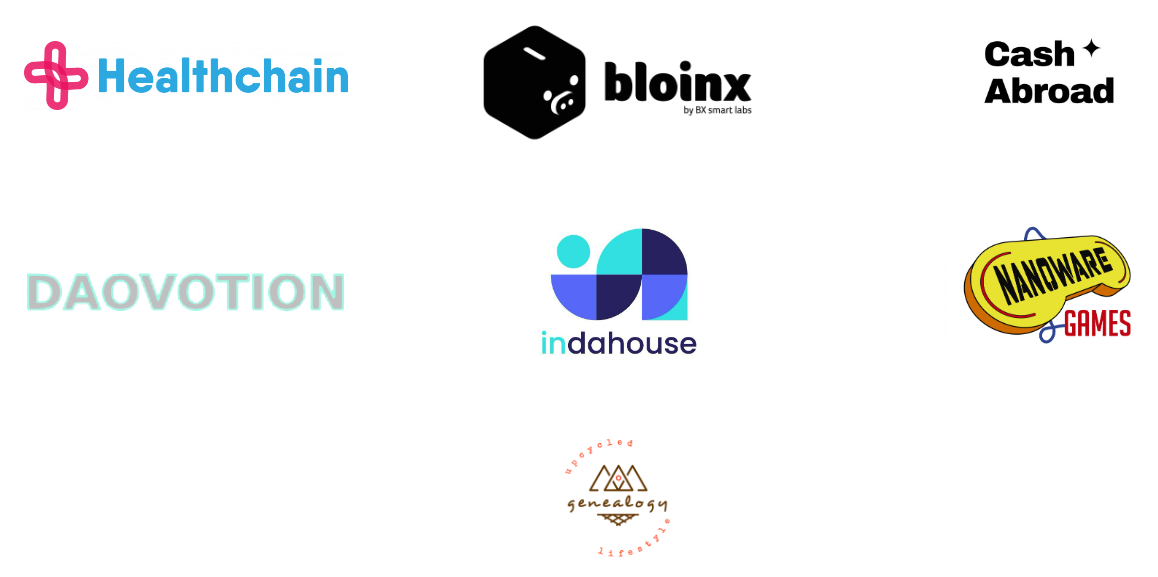 Healthchain
bloinx
by BX smart labs
Cash
Abroad
DAOVOTION
indahouse
NANOWARE
GAMES
upcycled
genealogy
lifestyle